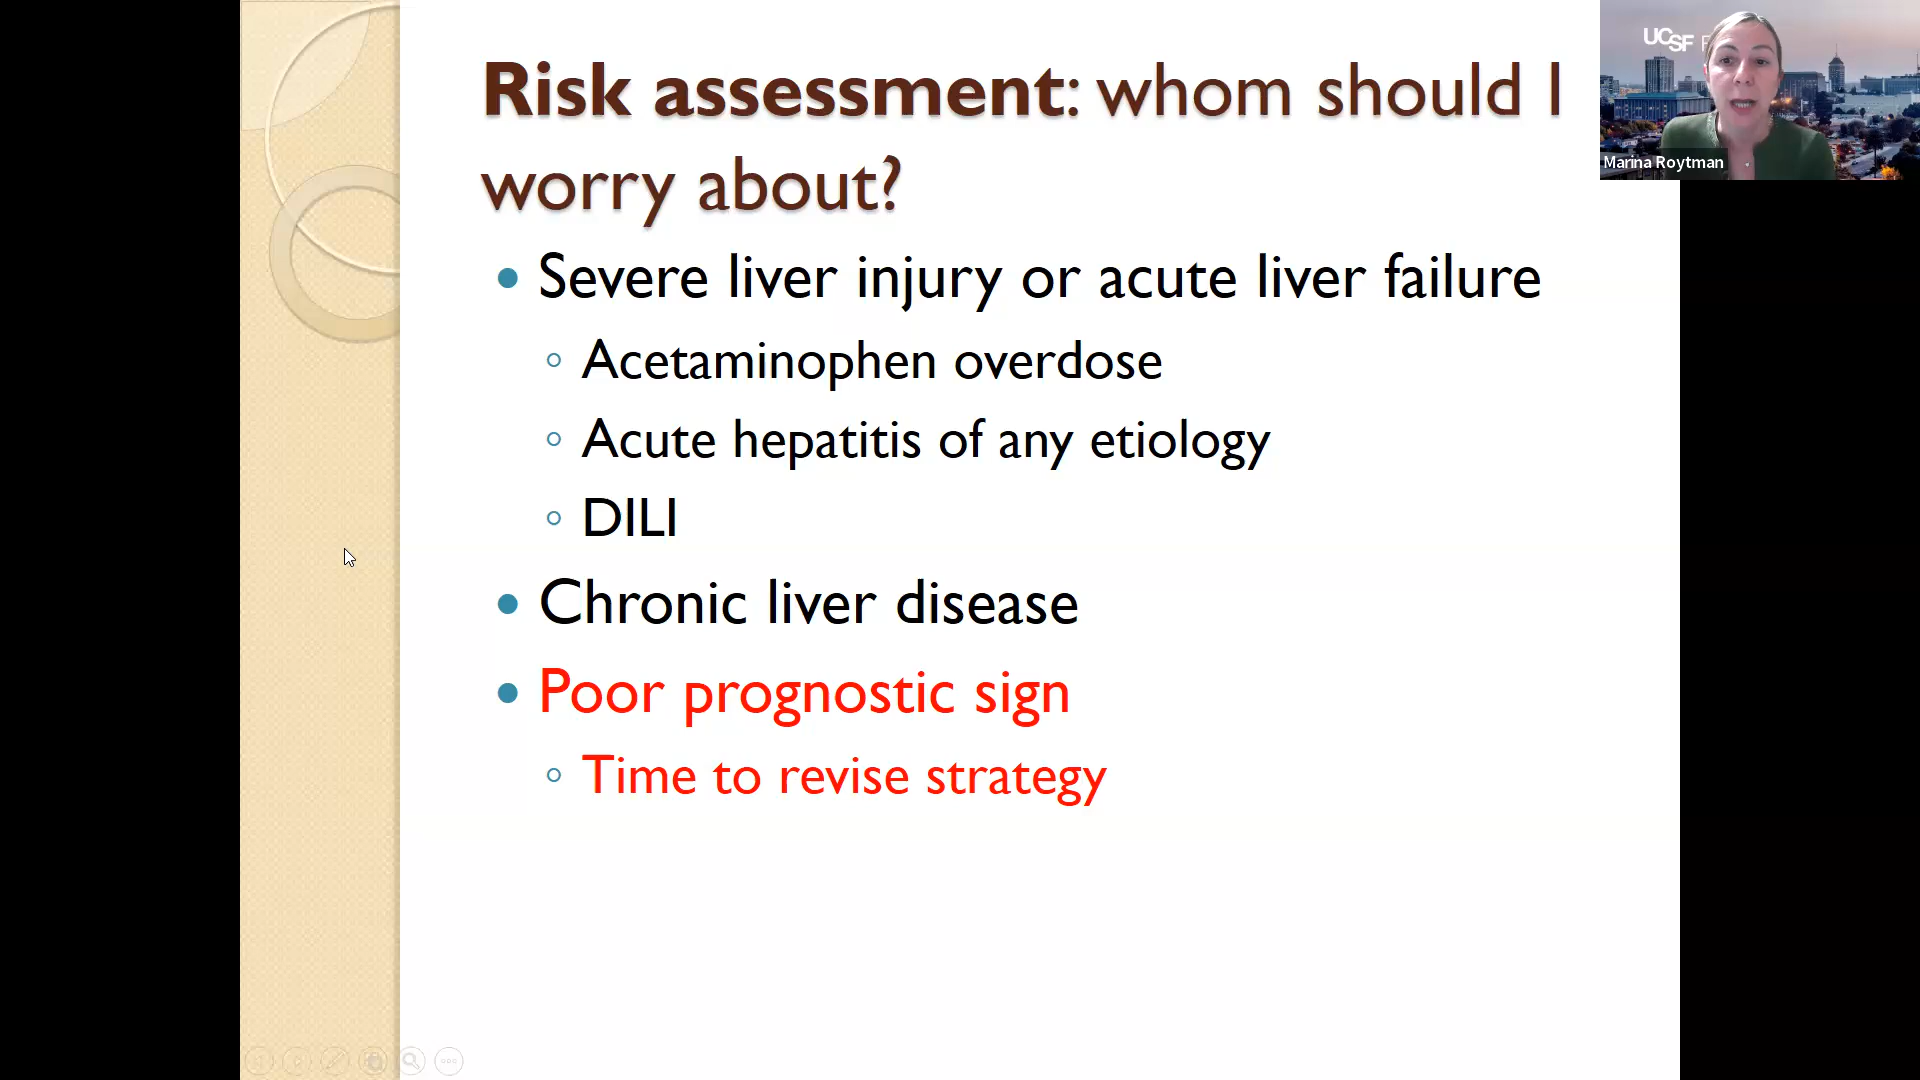 Risk assessment: whom should I
worry about?
Severe liver injury or acute liver failure
Acetaminophen overdose
Acute hepatitis of any etiology
DILI
Chronic liver disease
Poor prognostic sign
Time to revise strategy
UCSF F
Marina Roytman